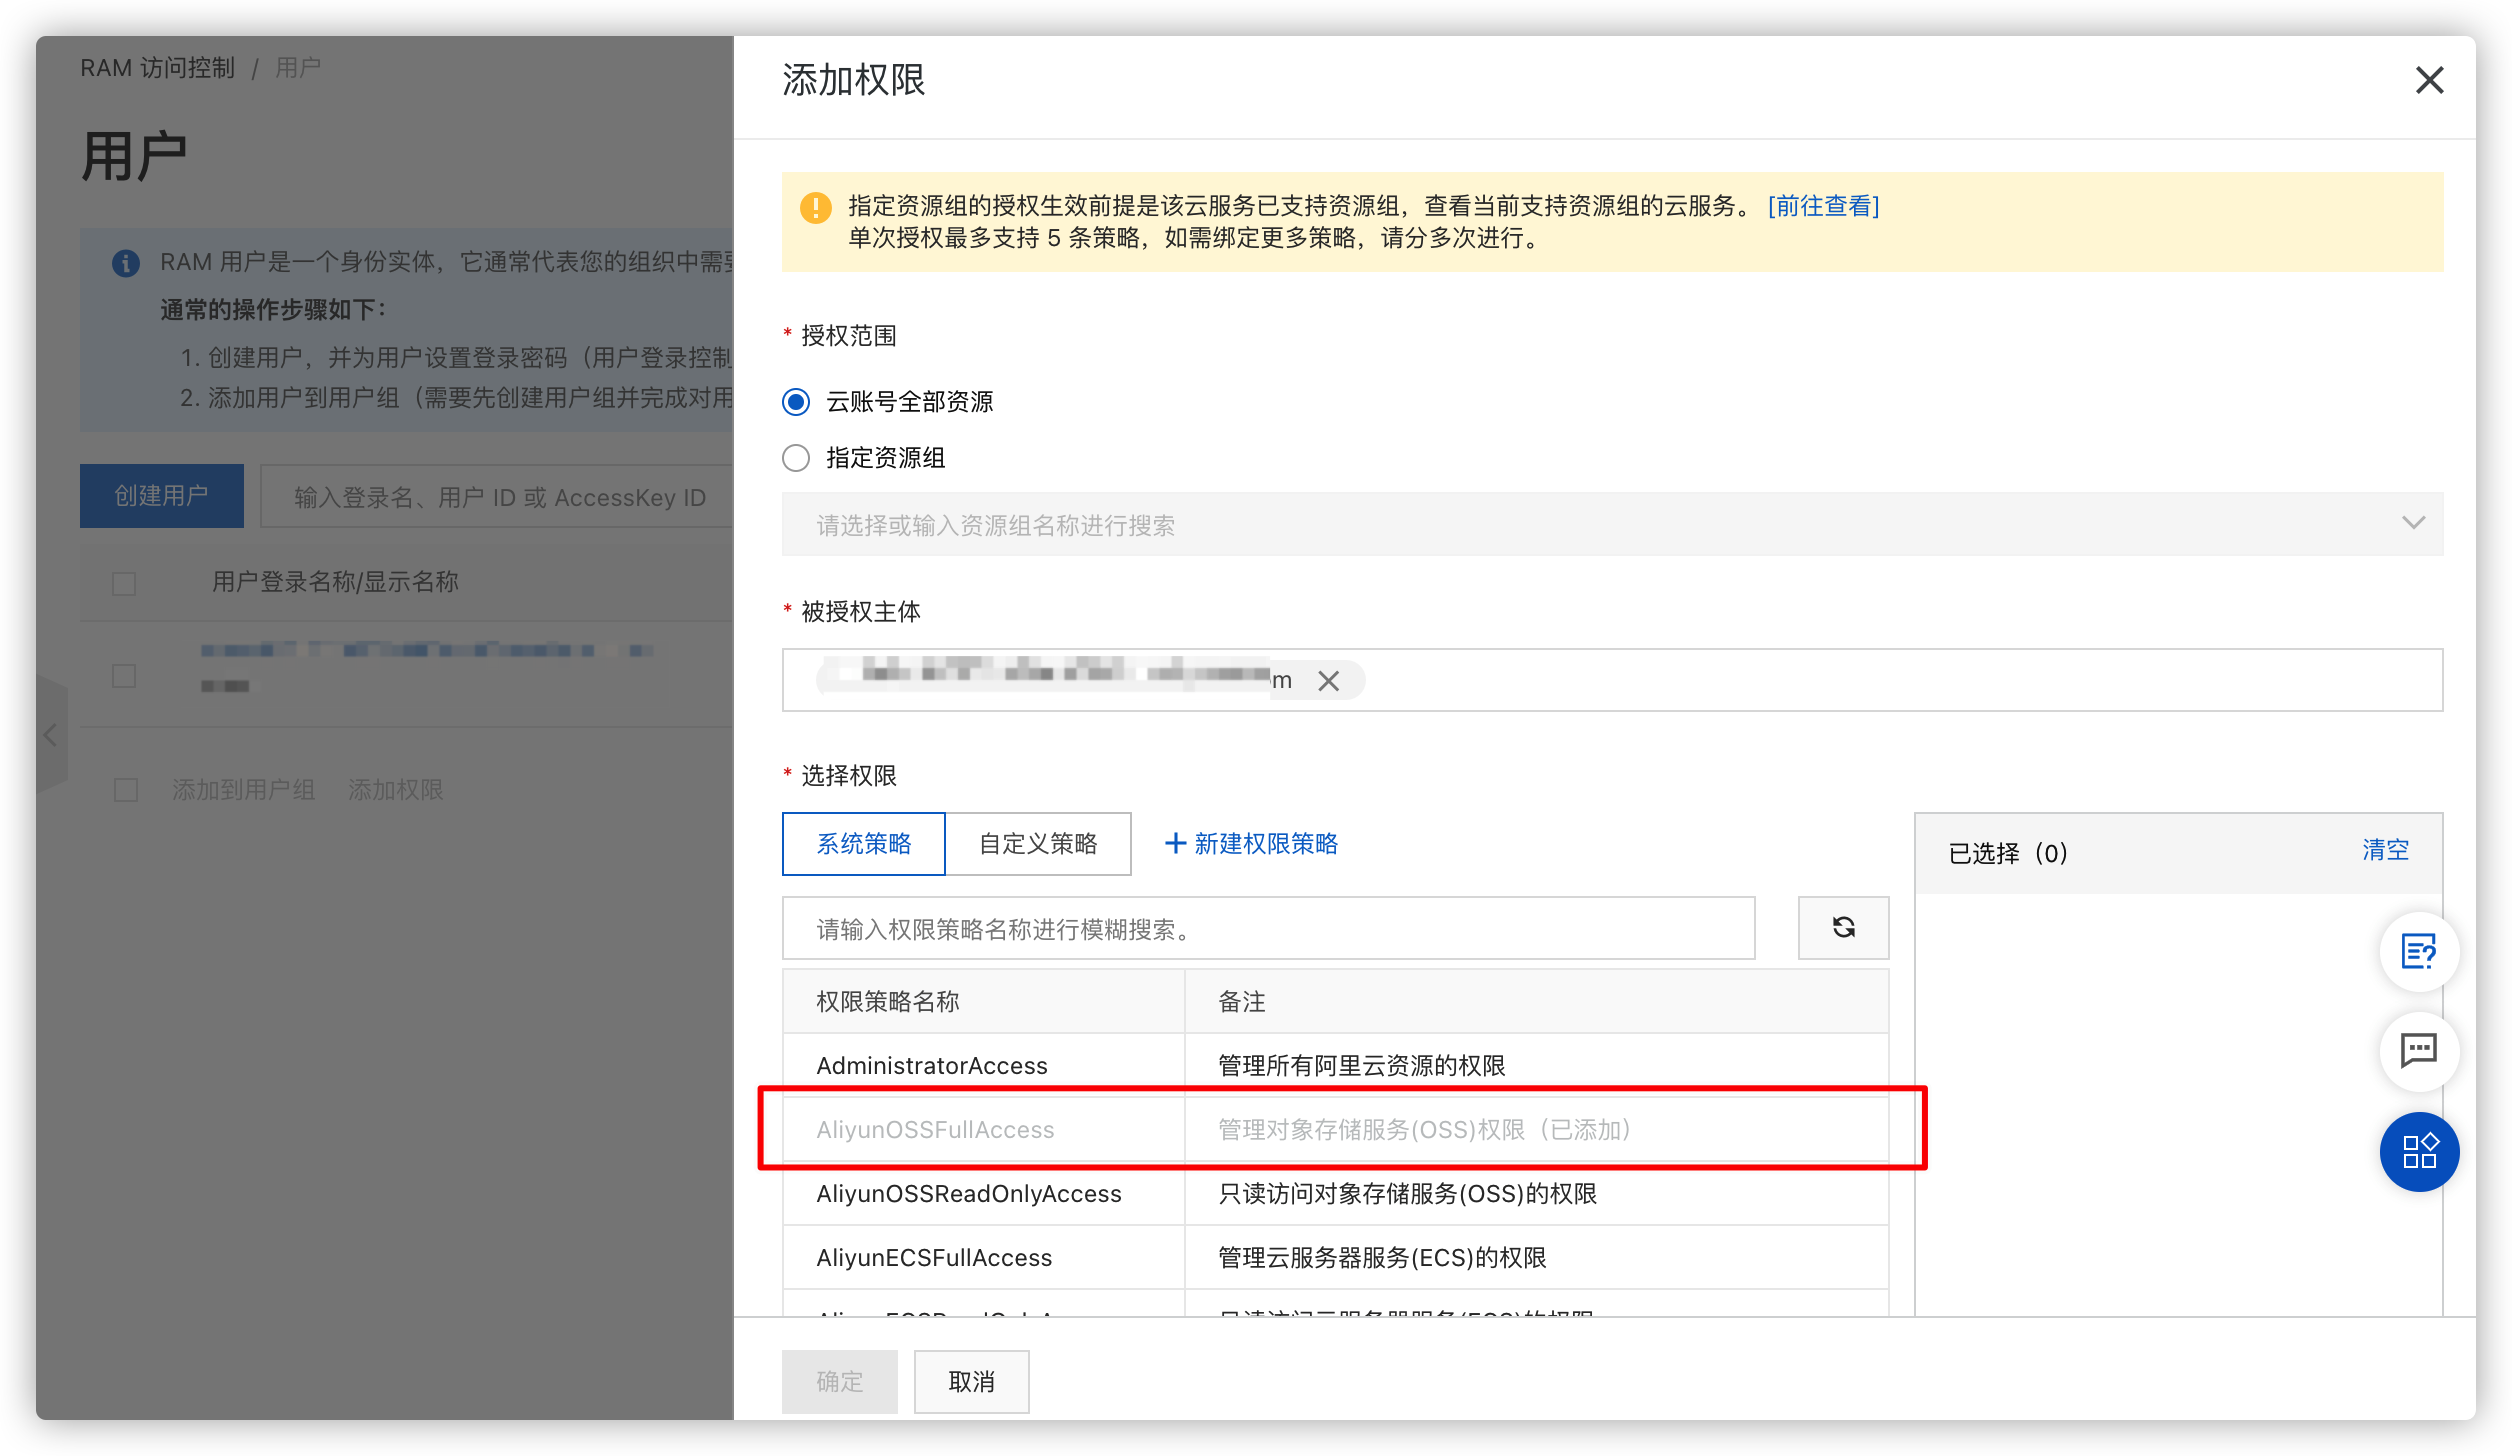 RAM 访问控制 / 用户
用户
RAM 用户是一个身份实体，它通常代表您的组织中需
通常的操作步骤如下：
1. 创建用户，并为用户设置登录密码（用户登录控制
2. 添加用户到用户组（需要先创建用户组并完成对用
创建用户
输入登录名、用户 ID 或 AccessKey ID
用户登录名称/显示名称
添加到用户组 添加权限
添加权限
指定资源组的授权生效前提是该云服务已支持资源组，查看当前支持资源组的云服务。 [前往查看]
单次授权最多支持 5 条策略，如需绑定更多策略，请分多次进行。
* 授权范围
云账号全部资源
指定资源组
请选择或输入资源组名称进行搜索
* 被授权主体
m
* 选择权限
系统策略 自定义策略 + 新建权限策略
请输入权限策略名称进行模糊搜索。
权限策略名称 备注
AdministratorAccess 管理所有阿里云资源的权限
AliyunOSSFullAccess 管理对象存储服务(OSS)权限（已添加）
AliyunOSSReadOnlyAccess 只读访问对象存储服务(OSS)的权限
AliyunECSFullAccess 管理云服务器服务(ECS)的权限
已选择（0） 清空
确定 取消